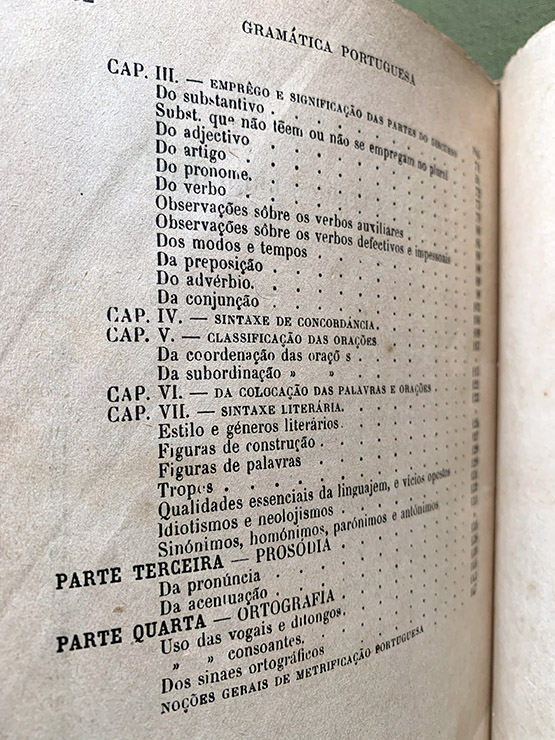 GRAMÁTICA PORTUGUESA
CAP. III. — EMPRÊGO E SIGNIFICAÇÃO DAS PARTES DO DISCURSO
Do substantivo
Subst. que não têem ou não se empregam no plural
Do adjectivo
Do artigo
Do pronome.
Do verbo
Observações sôbre os verbos auxiliares
Observações sôbre os verbos defectivos e impessoais
Dos modos e tempos
Da preposição
Do advérbio.
Da conjunção
CAP. IV. — SINTAXE DE CONCORDÂNCIA.
CAP. V. — CLASSIFICAÇÃO DAS ORAÇÕES
Da coordenação das oraçõ s
Da subordinação » »
CAP. VI. — DA COLOCAÇÃO DAS PALAVRAS E ORAÇÕES
CAP. VII. — SINTAXE LITERÁRIA.
Estilo e géneros literários
Figuras de construção
Figuras de palavras
Tropos
Qualidades essenciais da linguajem, e vícios opostos
Idiotismos e neolojismos
Sinónimos, homónimos, parónimos e antónimos
PARTE TERCEIRA — PROSÓDIA
Da pronúncia
Da acentuação
PARTE QUARTA — ORTOGRAFIA
Uso das vogais e ditongos.
» » consoantes.
Dos sinaes ortográficos
NOÇÕES GERAIS DE METRIFICAÇÃO PORTUGUESA